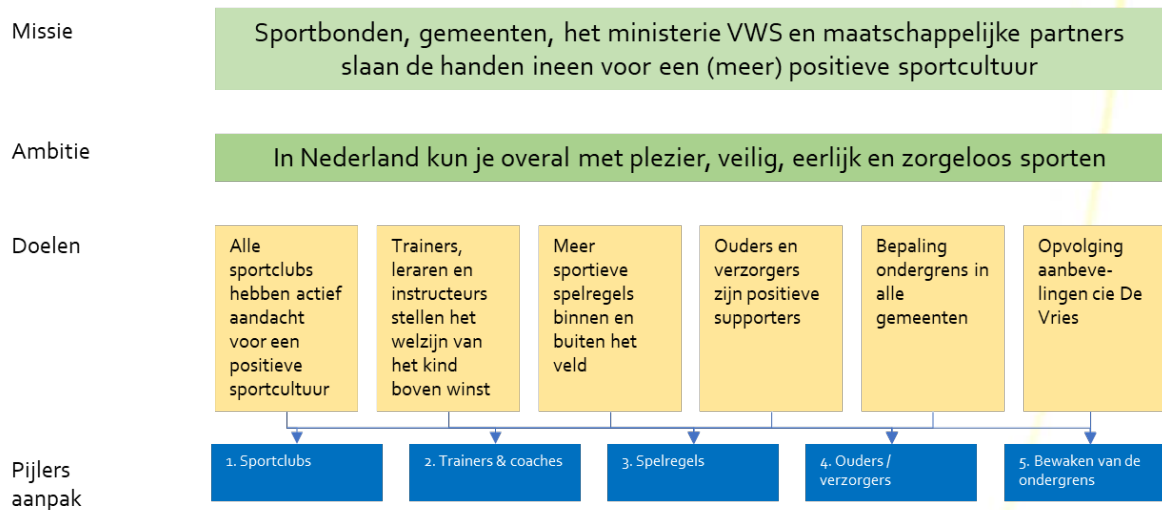 Missie
Sportbonden, gemeenten, het ministerie VWS en maatschappelijke partners
slaan de handen ineen voor een (meer) positieve sportcultuur
Ambitie
In Nederland kun je overal met plezier, veilig, eerlijk en zorgeloos sporten
Doelen
Alle
sportclubs
hebben actief
aandacht
voor een
positieve
sportcultuur
Trainers,
leraren en
instructeurs
stellen het
welzijn van
het kind
boven winst
Meer
sportieve
spelregels
binnen en
buiten het
veld
Ouders en
verzorgers
zijn positieve
supporters
Bepaling
ondergrens in
alle
gemeenten
Opvolging
aanbeve-
lingen cie De
Vries
Pijlers
aanpak
1. Sportclubs
2. Trainers & coaches
3. Spelregels
4. Ouders /
verzorgers
5. Bewaken van de
ondergrens